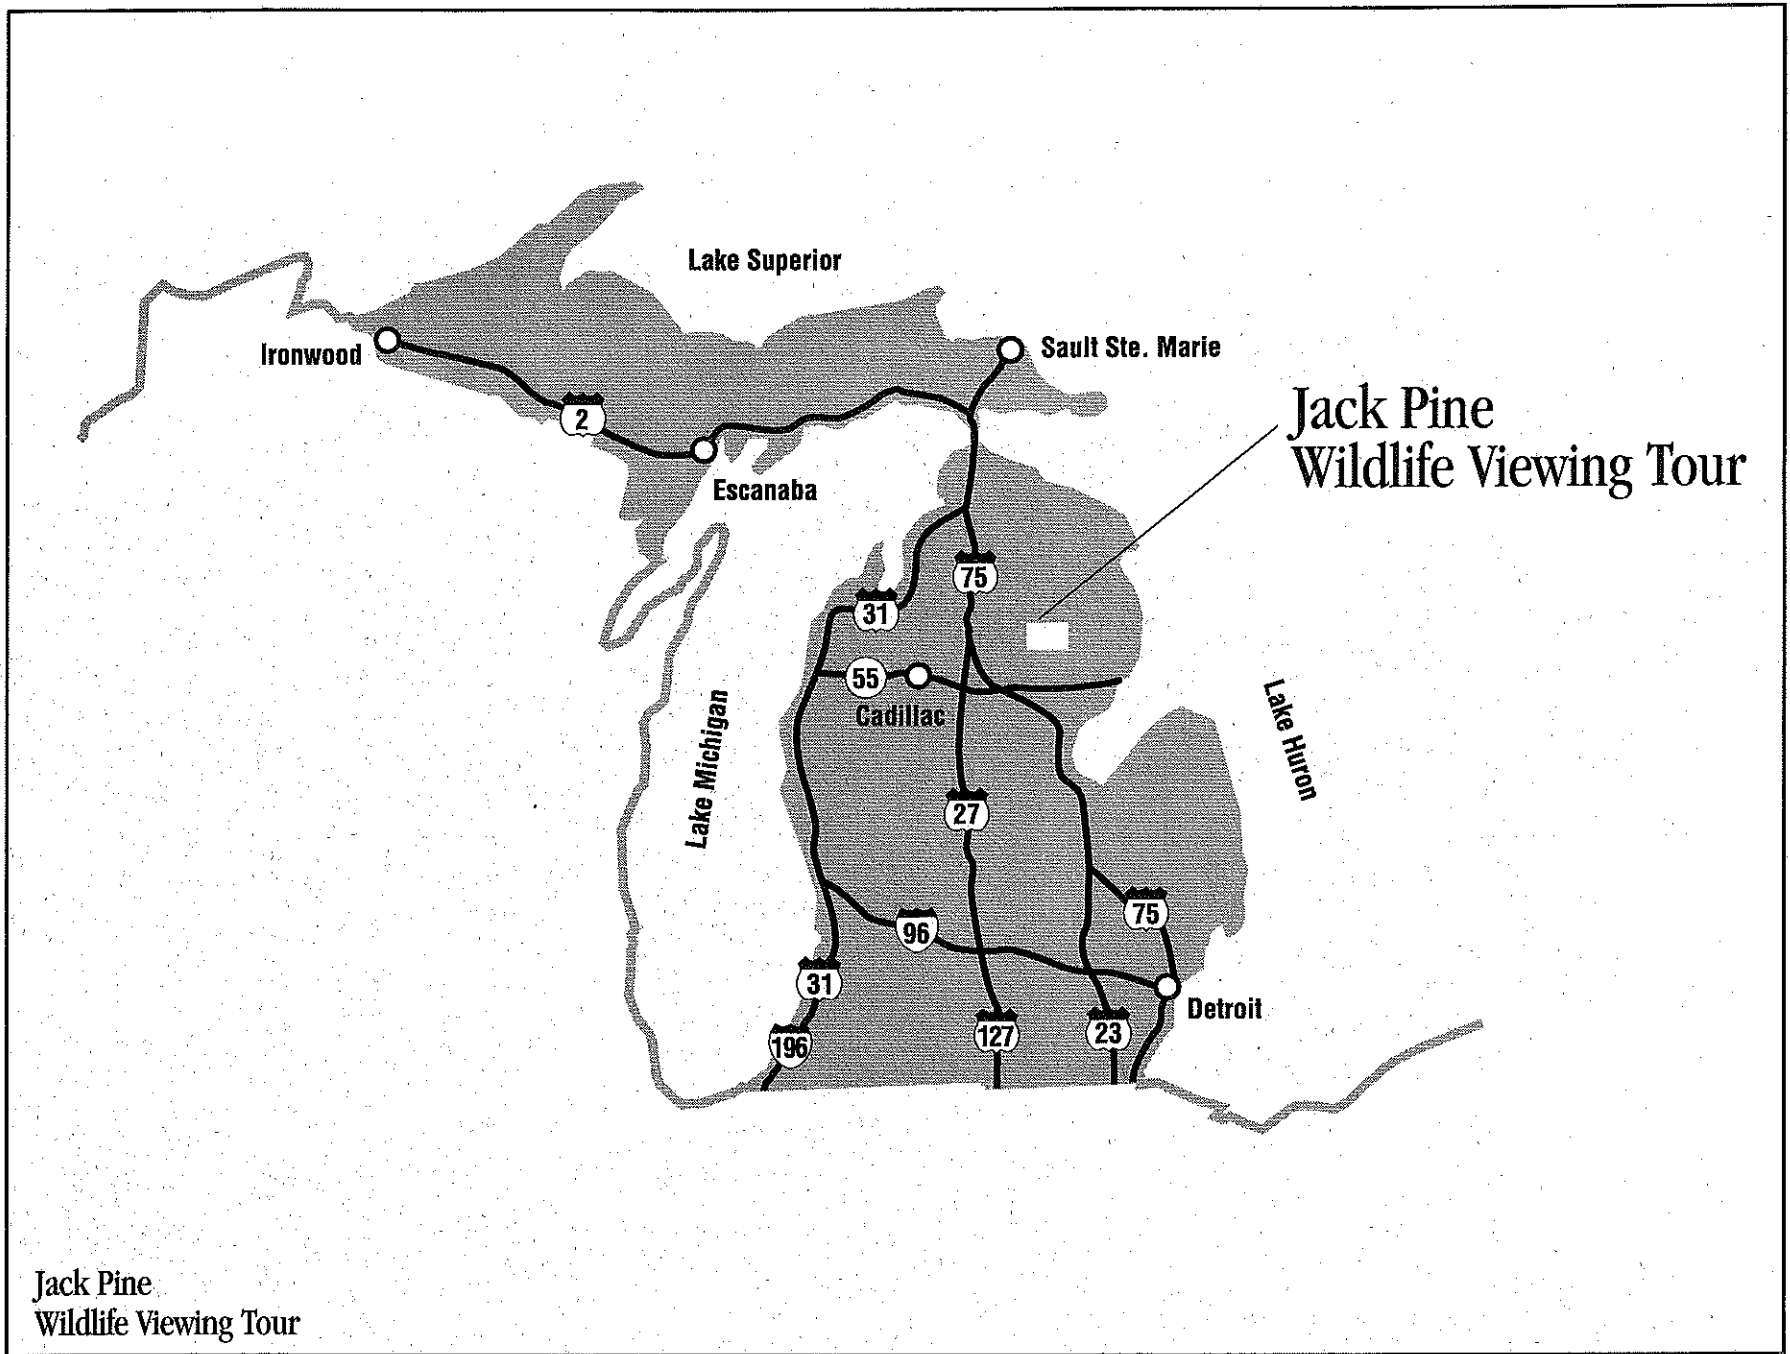 Lake Superior
Ironwood
Sault Ste. Marie
Jack Pine
Wildlife Viewing Tour
2
Escanaba
75
31
55
Cadillac
Lake Michigan
Lake Huron
27
75
96
31
Detroit
196
127
23
Jack Pine
Wildlife Viewing Tour